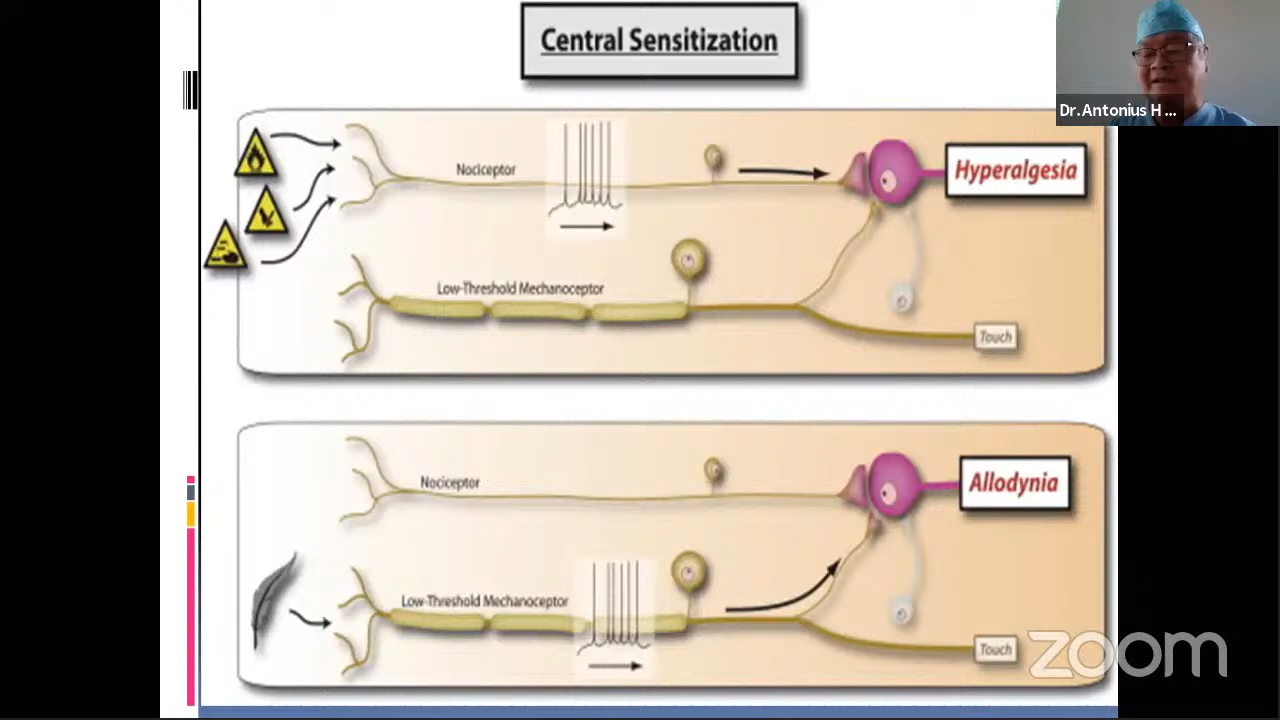 Central Sensitization
Dr.Antonius H ...
Nociceptor
Hyperalgesia
Low-Threshold Mechanoceptor
Touch
Nociceptor
Allodynia
Low-Threshold Mechanoceptor
Touch
zoom